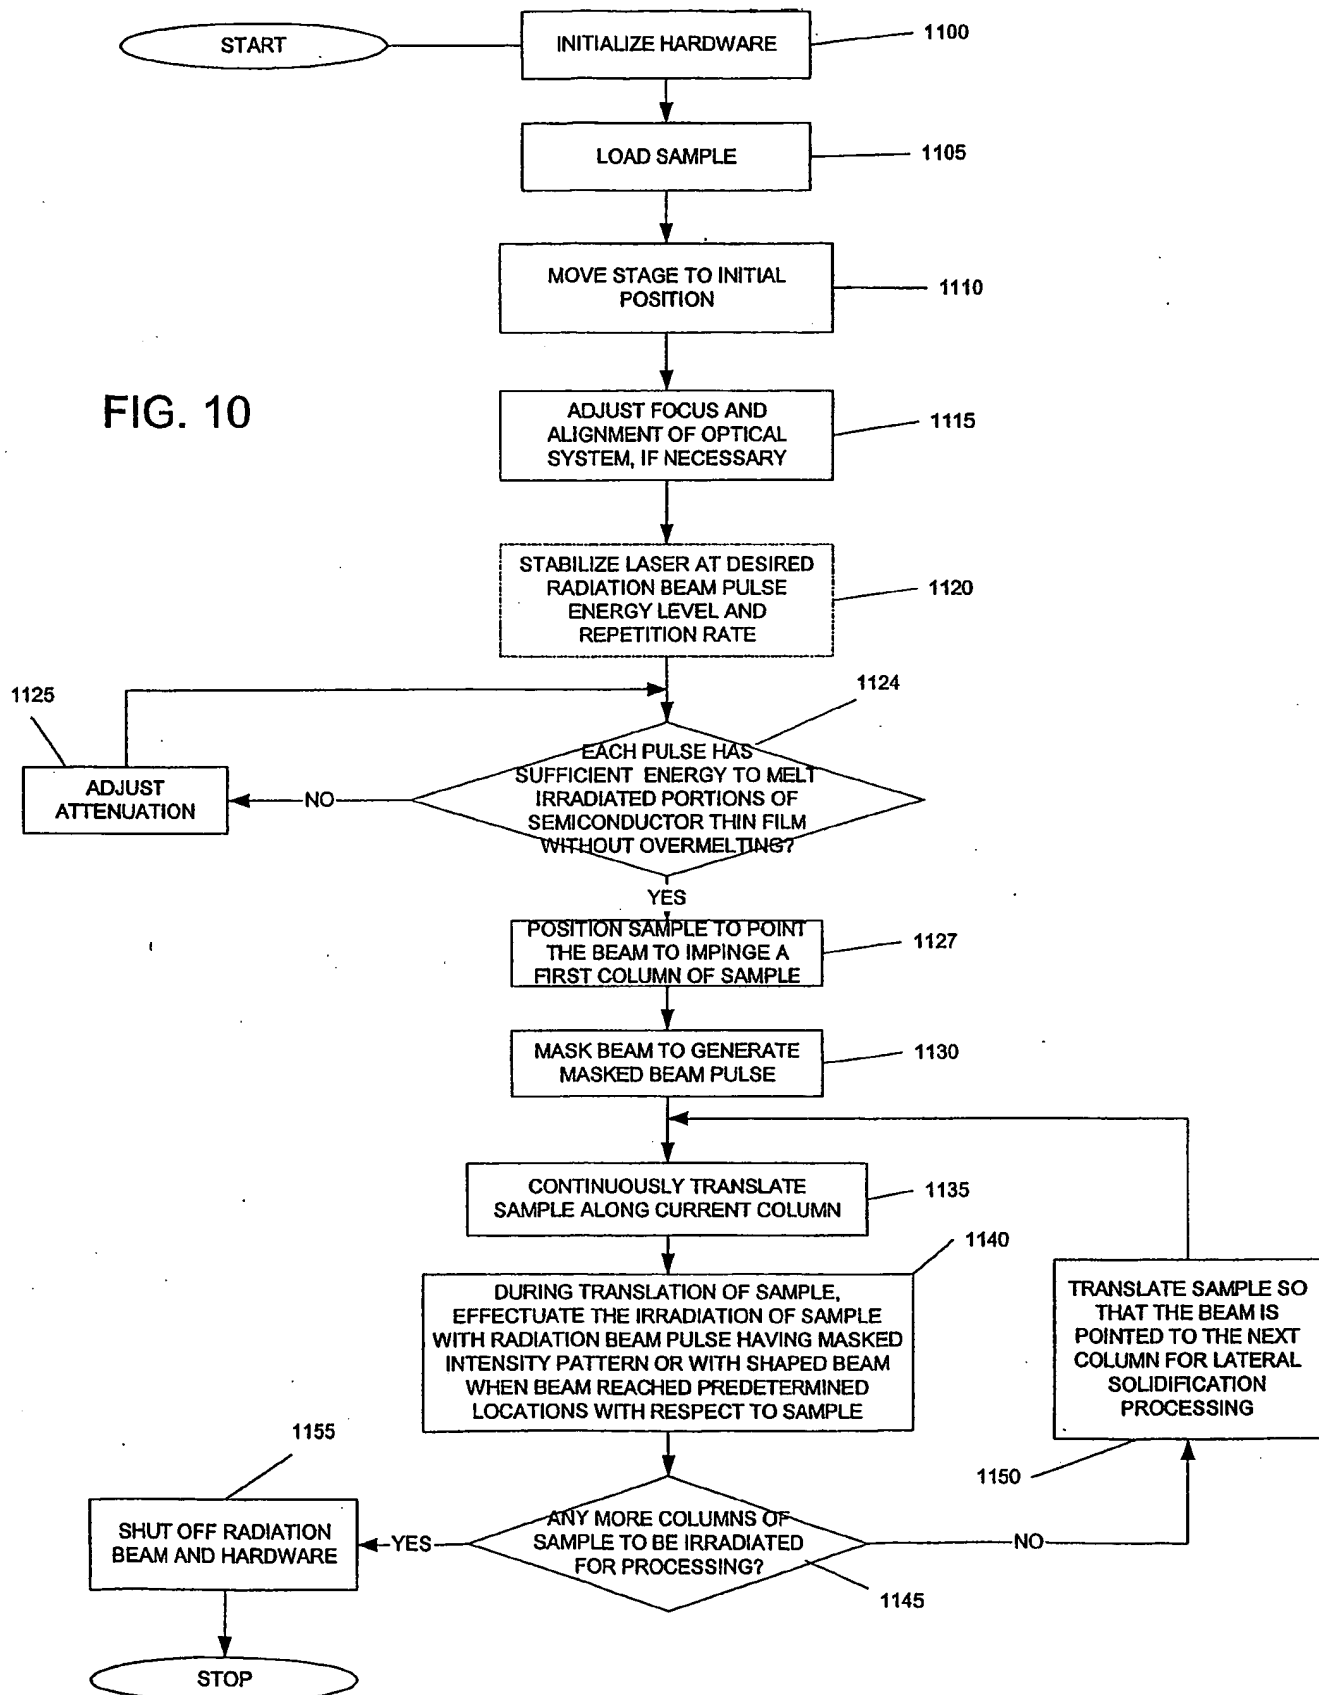 START
INITIALIZE HARDWARE
1100
LOAD SAMPLE
1105
MOVE STAGE TO INITIAL
POSITION
1110
FIG. 10
ADJUST FOCUS AND
ALIGNMENT OF OPTICAL
SYSTEM, IF NECESSARY
1115
STABILIZE LASER AT DESIRED
RADIATION BEAM PULSE
ENERGY LEVEL AND
REPETITION RATE
1120
1125
1124
ADJUST
ATTENUATION
NO
EACH PULSE HAS
SUFFICIENT ENERGY TO MELT
IRRADIATED PORTIONS OF
SEMICONDUCTOR THIN FILM
WITHOUT OVERMELTING?
YES
POSITION SAMPLE TO POINT
THE BEAM TO IMPINGE A
FIRST COLUMN OF SAMPLE
1127
MASK BEAM TO GENERATE
MASKED BEAM PULSE
1130
CONTINUOUSLY TRANSLATE
SAMPLE ALONG CURRENT COLUMN
1135
1140
DURING TRANSLATION OF SAMPLE,
EFFECTUATE THE IRRADIATION OF SAMPLE
WITH RADIATION BEAM PULSE HAVING MASKED
INTENSITY PATTERN OR WITH SHAPED BEAM
WHEN BEAM REACHED PREDETERMINED
LOCATIONS WITH RESPECT TO SAMPLE
TRANSLATE SAMPLE SO
THAT THE BEAM IS
POINTED TO THE NEXT
COLUMN FOR LATERAL
SOLIDIFICATION
PROCESSING
1150
1155
SHUT OFF RADIATION
BEAM AND HARDWARE
YES
ANY MORE COLUMNS OF
SAMPLE TO BE IRRADIATED
FOR PROCESSING?
NO
1145
STOP